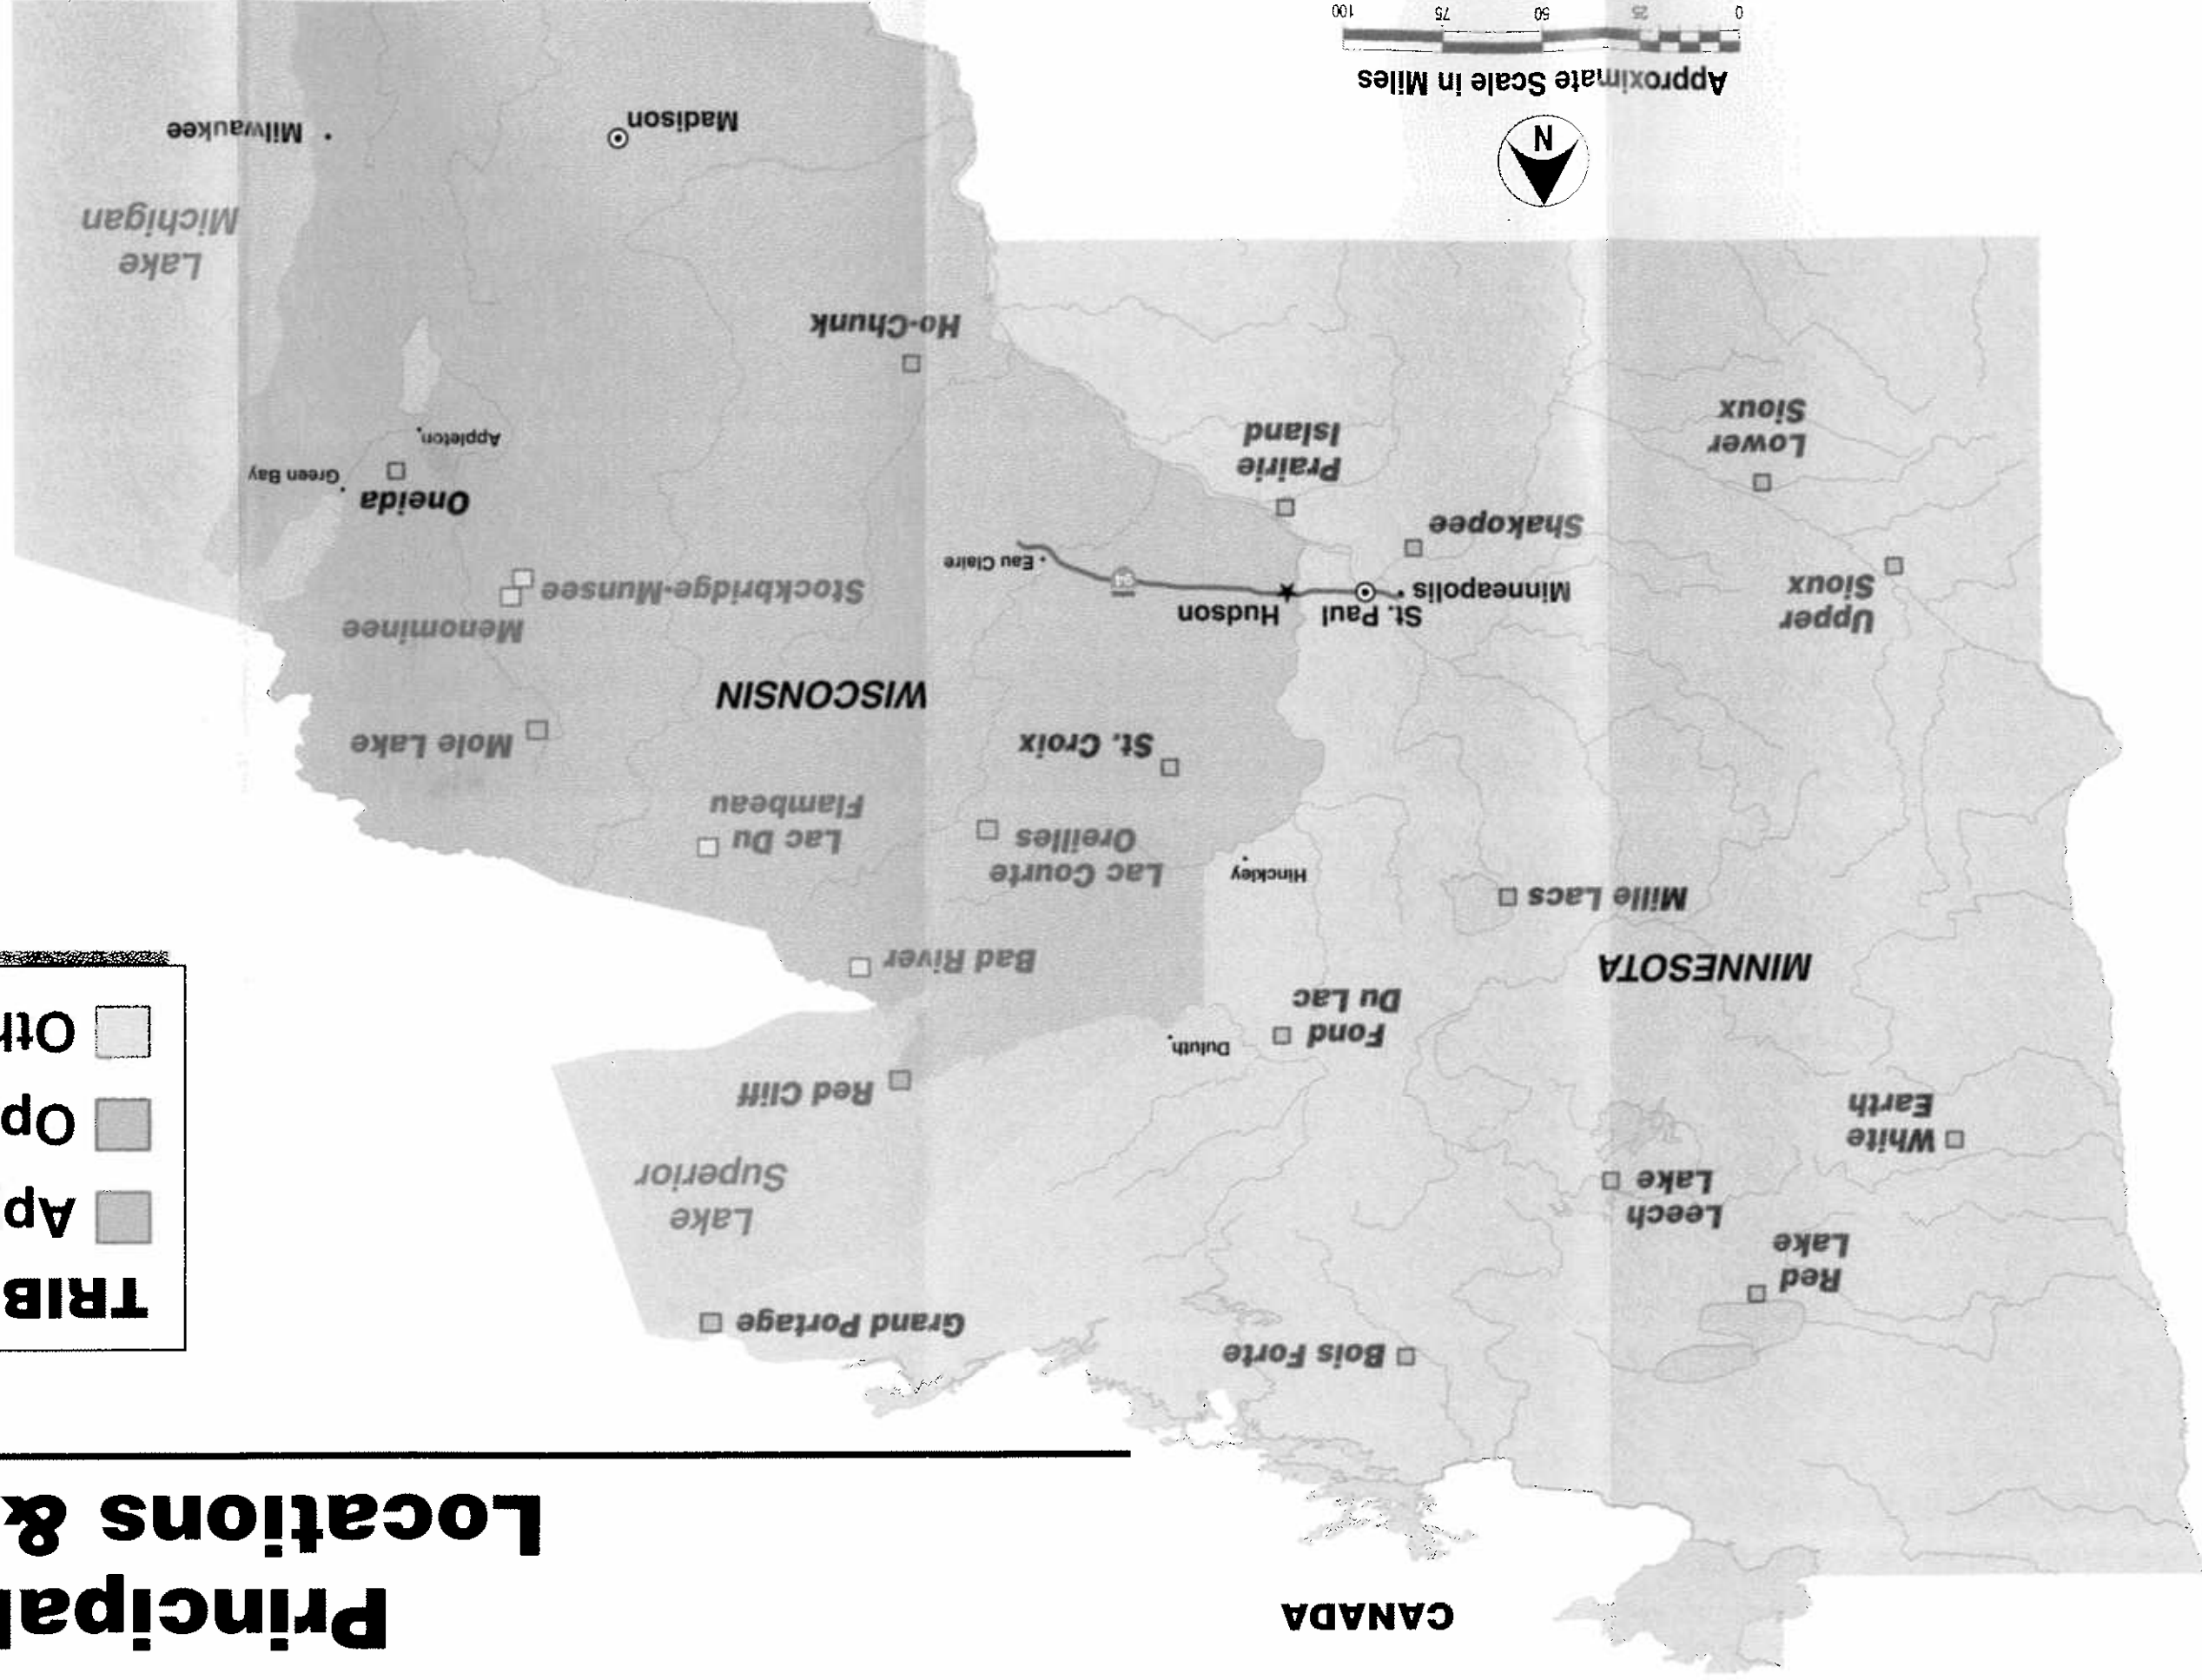 Principal
Locations &
CANADA
TRIB
Ap
Op
Oth
Bois Forte
Grand Portage
Red
Lake
Leech
Lake
White
Earth
Lake
Superior
Red Cliff
Fond
Du Lac
Duluth
MINNESOTA
Bad River
Mille Lacs
Hinckley
Lac Courte
Oreilles
Lac Du
Flambeau
St. Croix
Mole Lake
WISCONSIN
Menominee
Stockbridge-Munsee
Upper
Sioux
St. Paul
Hudson
Minneapolis
94
Eau Claire
Shakopee
Oneida
Green Bay
Appleton
Prairie
Island
Lower
Sioux
Ho-Chunk
Lake
Michigan
Milwaukee
Madison
N
Approximate Scale in Miles
0 25 50 75 100